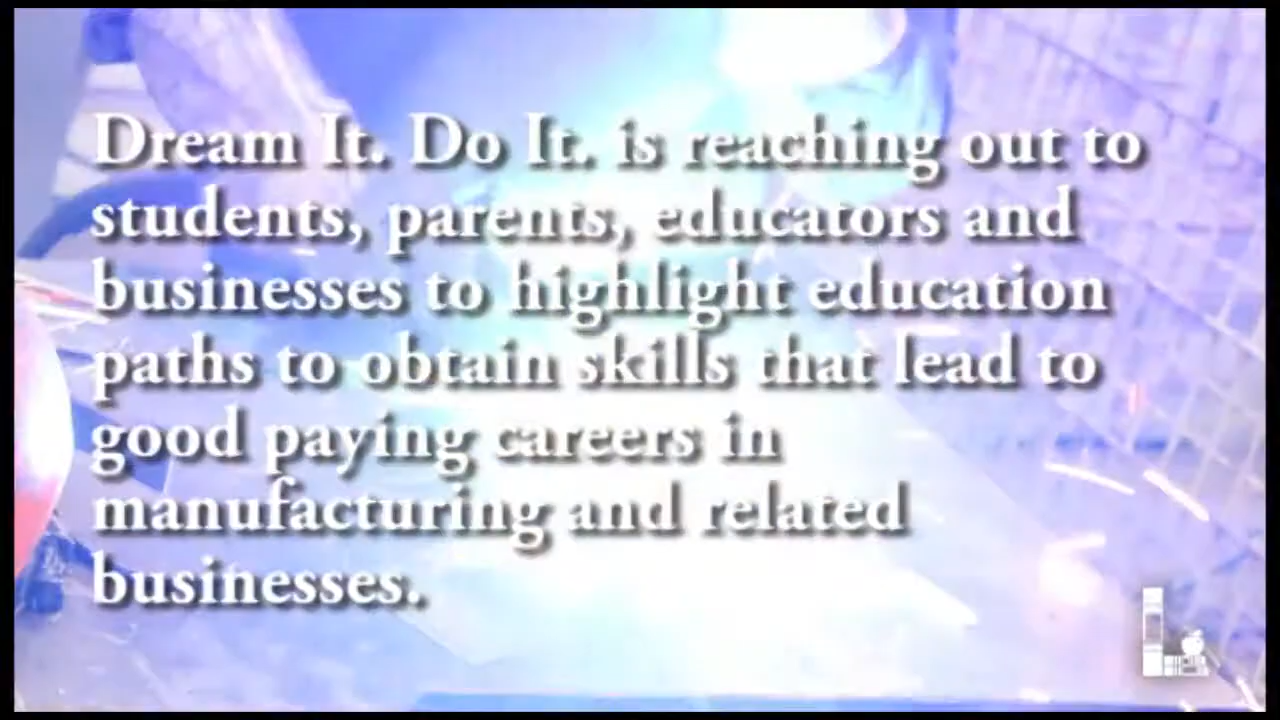 Dream It. Do It. is reaching out to
students, parents, educators and
businesses to highlight education
paths to obtain skills that lead to
good paying careers in
manufacturing and related
businesses.